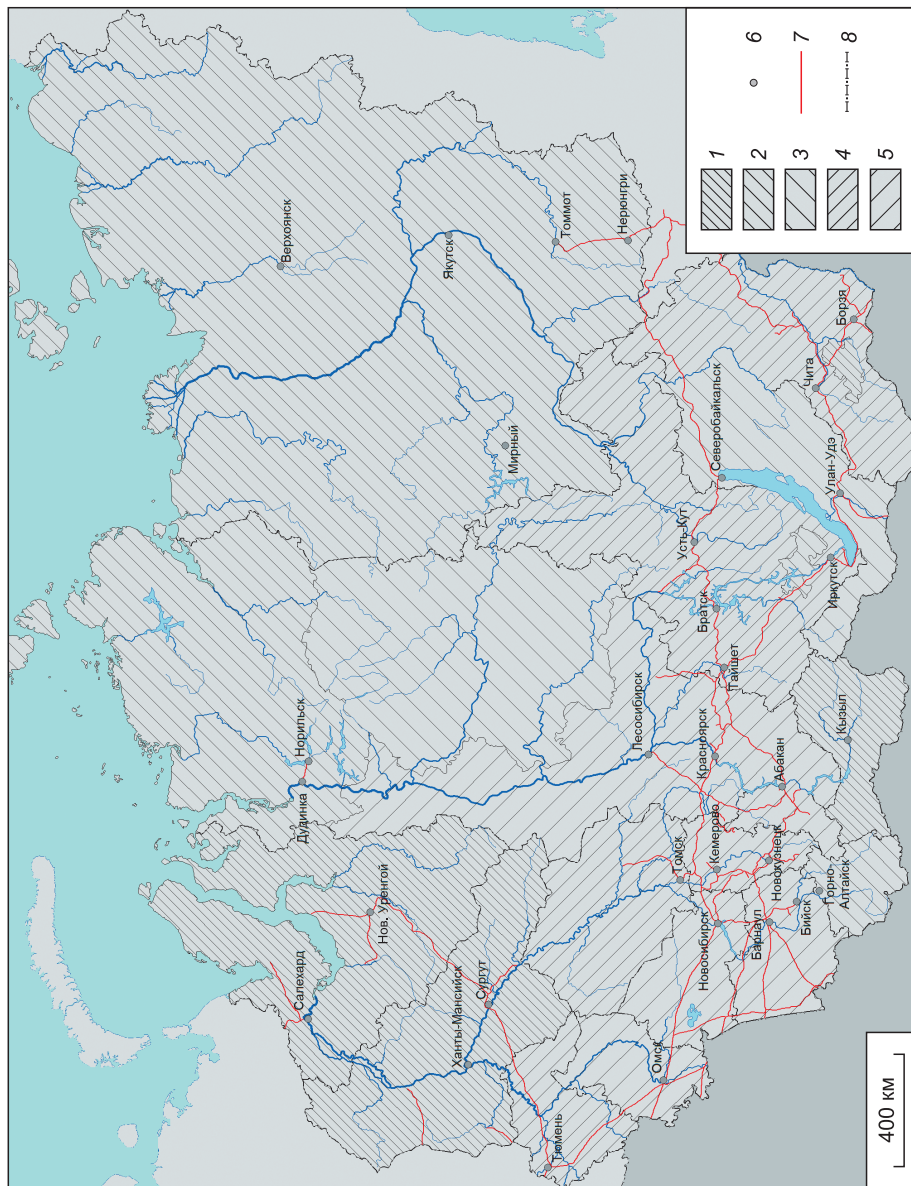 Верхоянск
Якутск
Томмот
Нерюнгри
Мирный
Норильск
Дудинка
Салехард
Нов. Уренгой
Ханты-Мансийск
Сургут
Тюмень
Омск
Томск
Новосибирск
Кемерово
Новокузнецк
Барнаул
Бийск
Горно-
Алтайск
Лесосибирск
Красноярск
Абакан
Кызыл
Тайшет
Братск
Усть-Кут
Иркутск
Северобайкальск
Улан-Удэ
Чита
Борзя
1
2
3
4
5
6
7
8
400 км